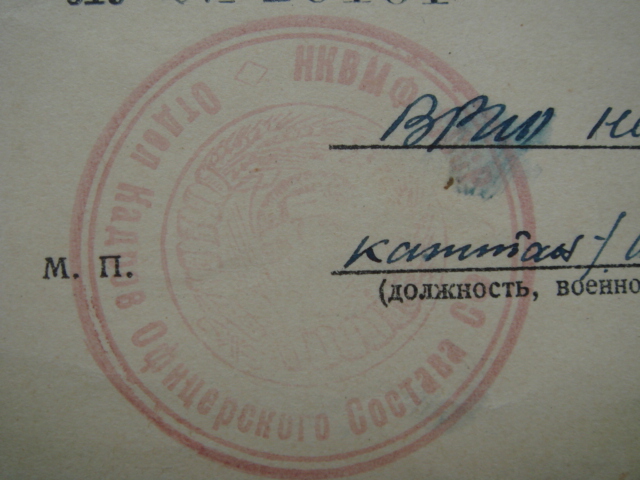 НКВМФ
Отдел Кадров Офицерского Состава
ВРИО
М. П.
капитан
(должность, военно